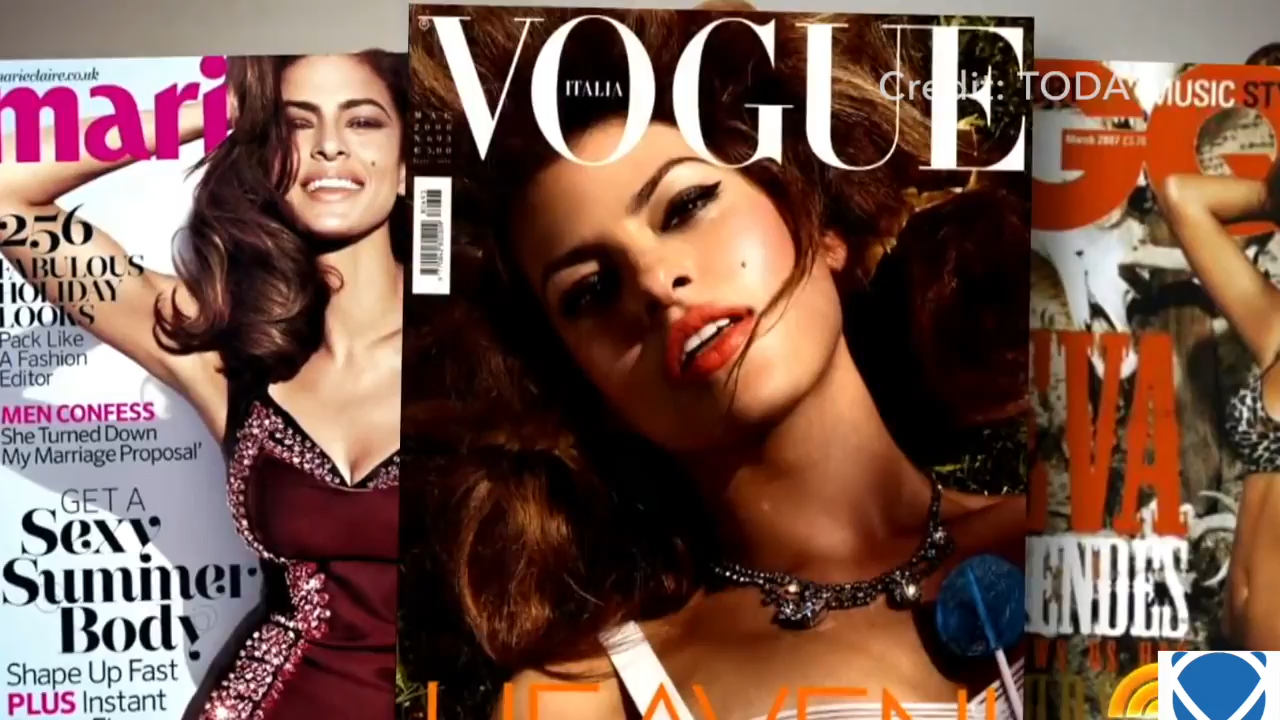 marieclaire.co.uk
mari
256
FABULOUS
HOLIDAY
LOOKS
Pack Like
A Fashion
Editor
MEN CONFESS
She Turned Down
My Marriage Proposal'
GET A
Sexy
Summer
Body
Shape Up Fast
PLUS Instant
VOGUE
ITALIA
HEAVENL
Credit: TODAY
MUSIC STY
March 2007
EVA
ENDES